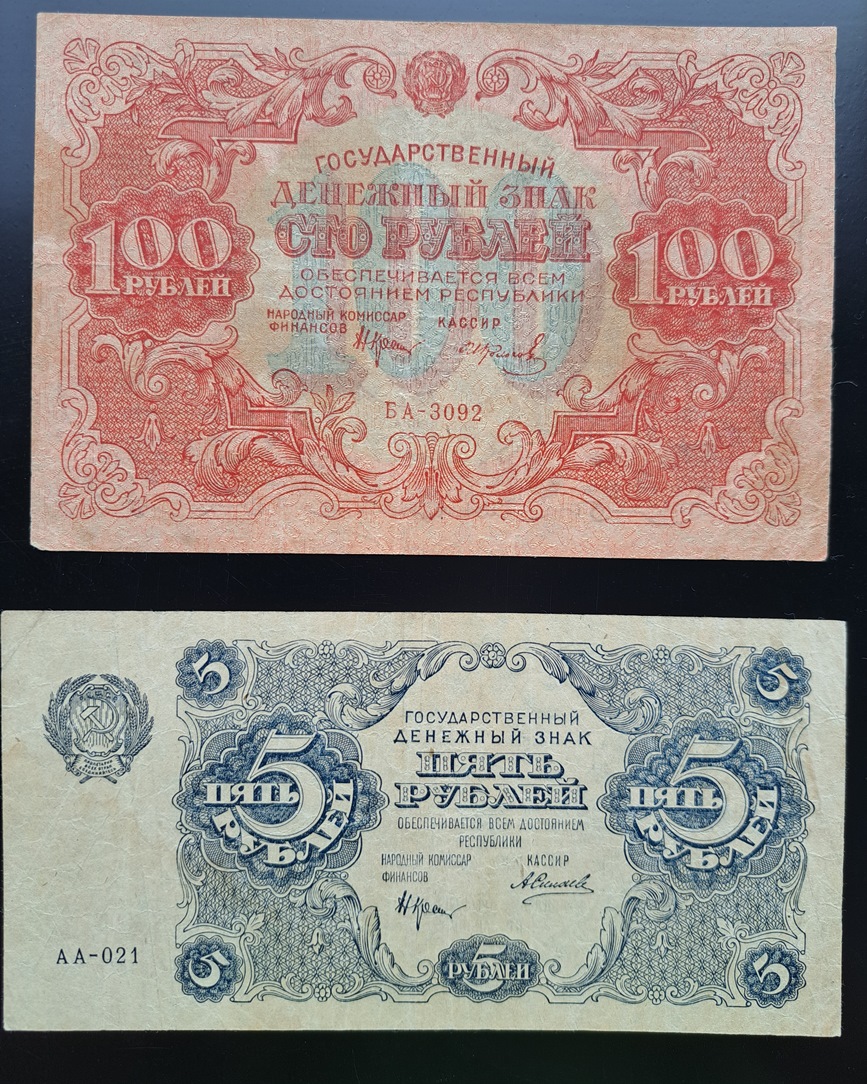 ГОСУДАРСТВЕННЫЙ
ДЕНЕЖНЫЙ ЗНАК
СТО РУБЛЕЙ
100
100
РУБЛЕЙ
100
РУБЛЕЙ
ОБЕСПЕЧИВАЕТСЯ ВСЕМ
ДОСТОЯНИЕМ РЕСПУБЛИКИ
НАРОДНЫЙ КОМИССАР
ФИНАНСОВ
КАССИР
БА-3092
5
5
ГОСУДАРСТВЕННЫЙ
ДЕНЕЖНЫЙ ЗНАК
ПЯТЬ
РУБЛЕЙ
5
ПЯТЬ
РУБЛЕЙ
5
ПЯТЬ
РУБЛЕЙ
ОБЕСПЕЧИВАЕТСЯ ВСЕМ ДОСТОЯНИЕМ
РЕСПУБЛИКИ
НАРОДНЫЙ КОМИССАР
ФИНАНСОВ
КАССИР
АА-021
5
5
РУБЛЕЙ
5